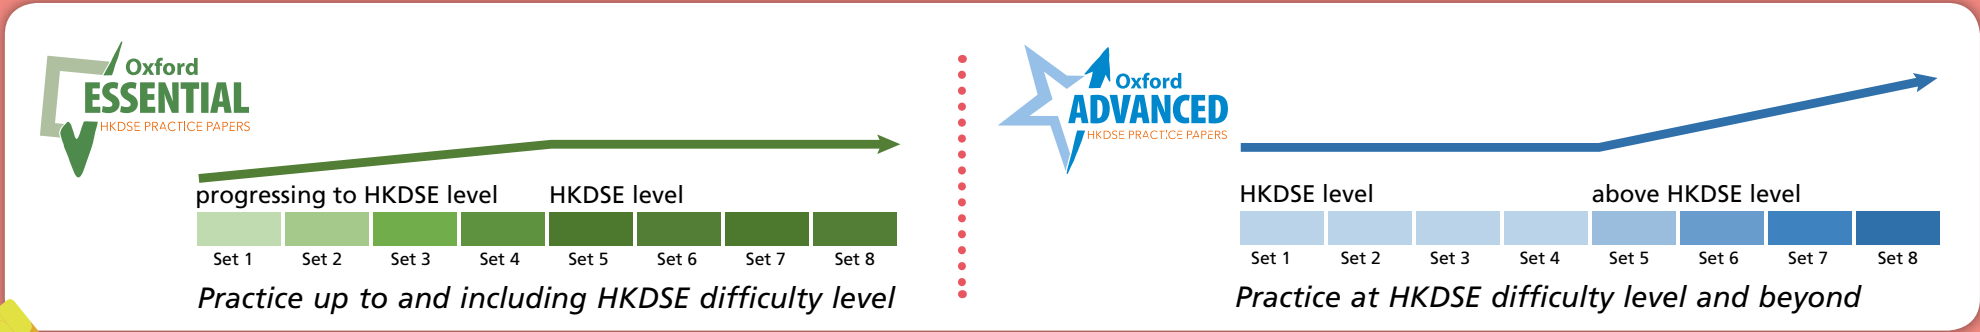 Oxford
ESSENTIAL
HKDSE PRACTICE PAPERS
progressing to HKDSE level HKDSE level
Set 1 Set 2 Set 3 Set 4 Set 5 Set 6 Set 7 Set 8
Practice up to and including HKDSE difficulty level
Oxford
ADVANCED
HKDSE PRACTICE PAPERS
HKDSE level above HKDSE level
Set 1 Set 2 Set 3 Set 4 Set 5 Set 6 Set 7 Set 8
Practice at HKDSE difficulty level and beyond